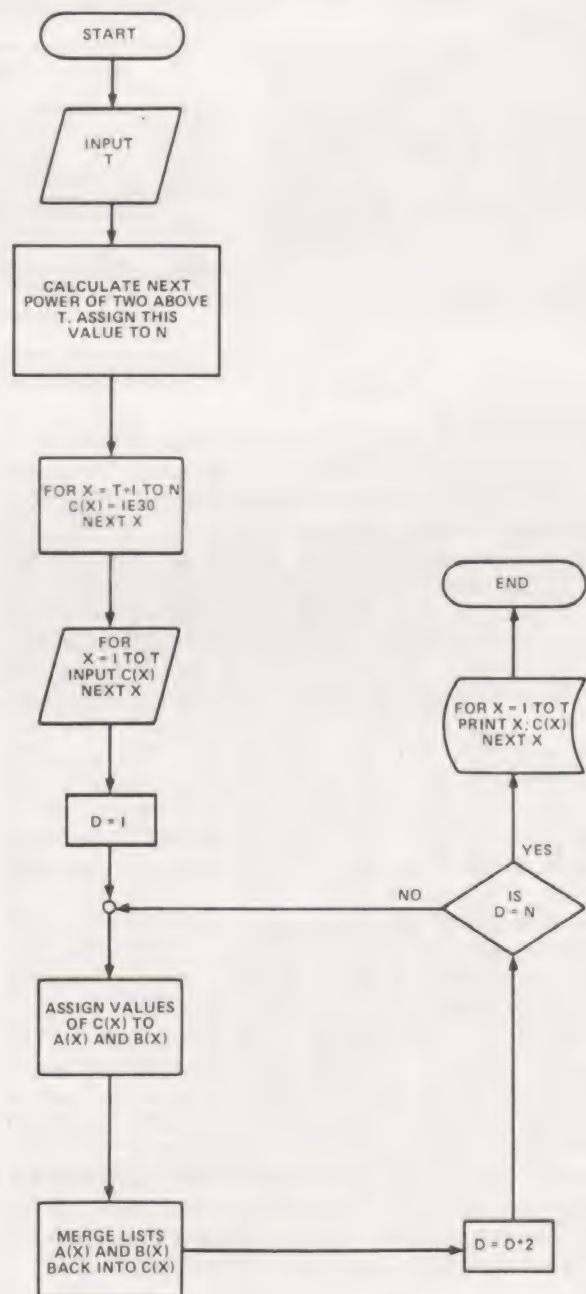 START
INPUT
T
CALCULATE NEXT
POWER OF TWO ABOVE
T. ASSIGN THIS
VALUE TO N
FOR X = T+I TO N
C(X) = IE30
NEXT X
FOR
X = I TO T
INPUT C(X)
NEXT X
D = I
ASSIGN VALUES
OF C(X) TO
A(X) AND B(X)
MERGE LISTS
A(X) AND B(X)
BACK INTO C(X)
D = D*2
IS
D = N
NO
YES
FOR X = I TO T
PRINT X; C(X)
NEXT X
END